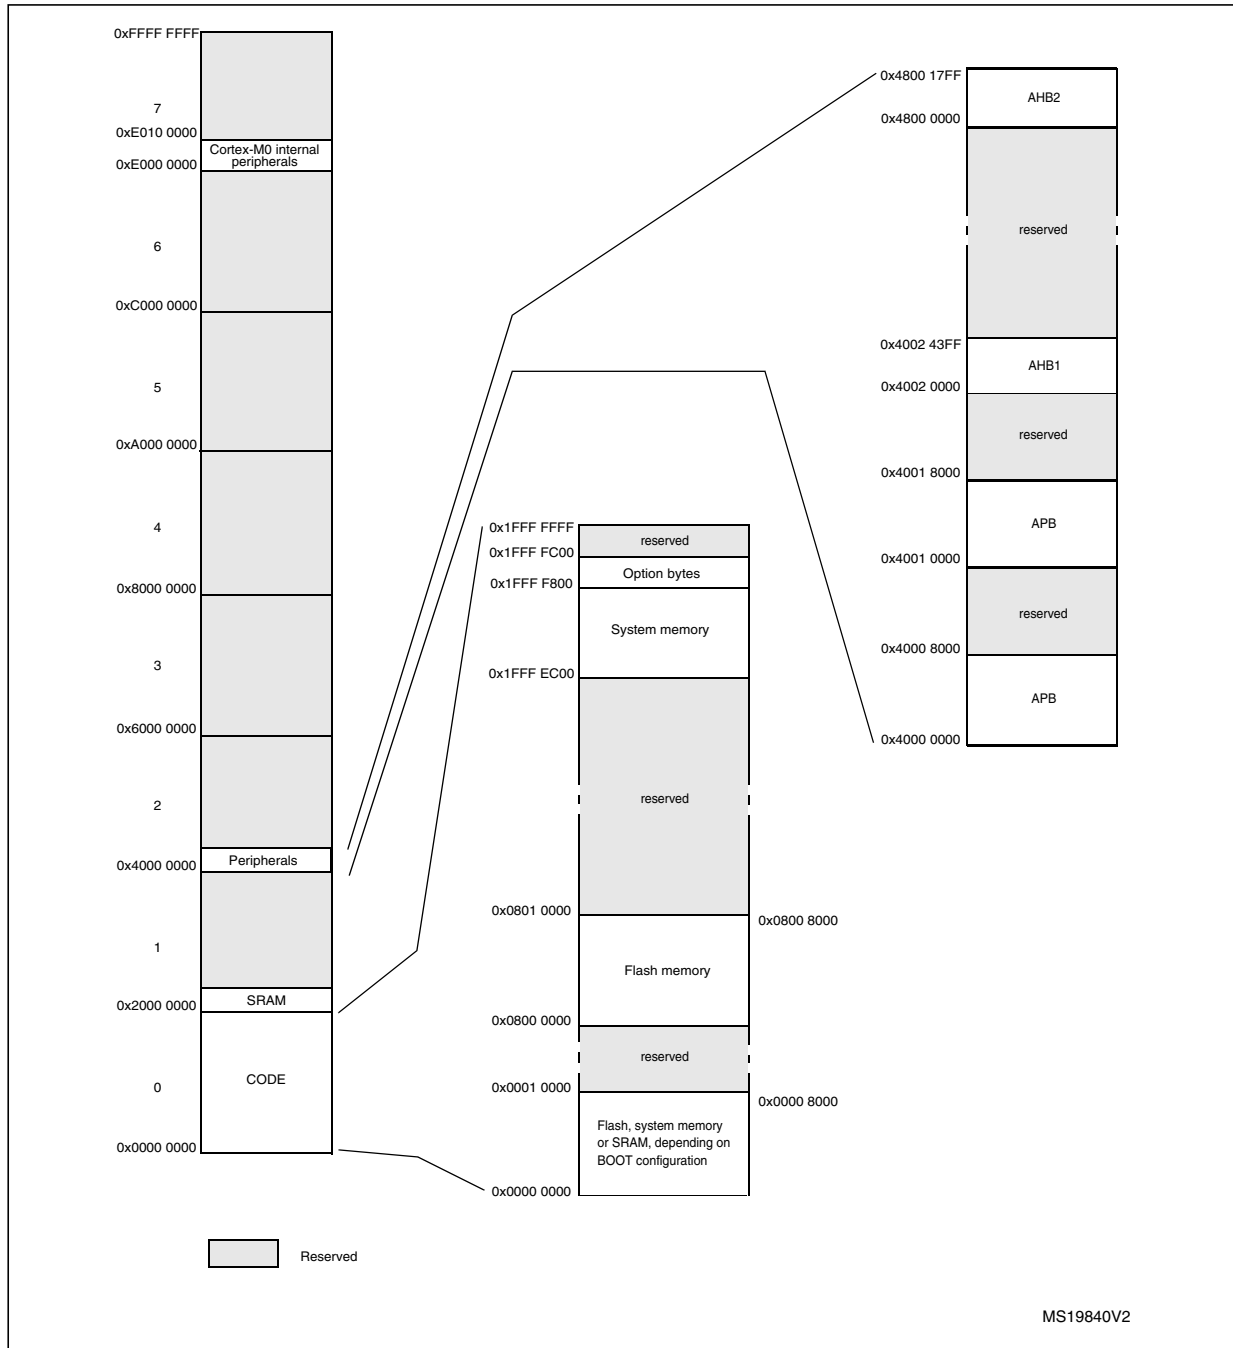 0xFFFF FFFF
7
0xE010 0000
Cortex-M0 internal
peripherals
0xE000 0000
6
0xC000 0000
5
0xA000 0000
4
0x8000 0000
3
0x6000 0000
2
0x4000 0000
Peripherals
1
0x2000 0000
SRAM
0
CODE
0x0000 0000
0x1FFF FFFF
reserved
0x1FFF FC00
Option bytes
0x1FFF F800
System memory
0x1FFF EC00
reserved
0x0801 0000
0x0800 8000
Flash memory
0x0800 0000
reserved
0x0001 0000
0x0000 8000
Flash, system memory
or SRAM, depending on
BOOT configuration
0x0000 0000
0x4800 17FF
AHB2
0x4800 0000
reserved
0x4002 43FF
AHB1
0x4002 0000
reserved
0x4001 8000
APB
0x4001 0000
reserved
0x4000 8000
APB
0x4000 0000
Reserved
MS19840V2